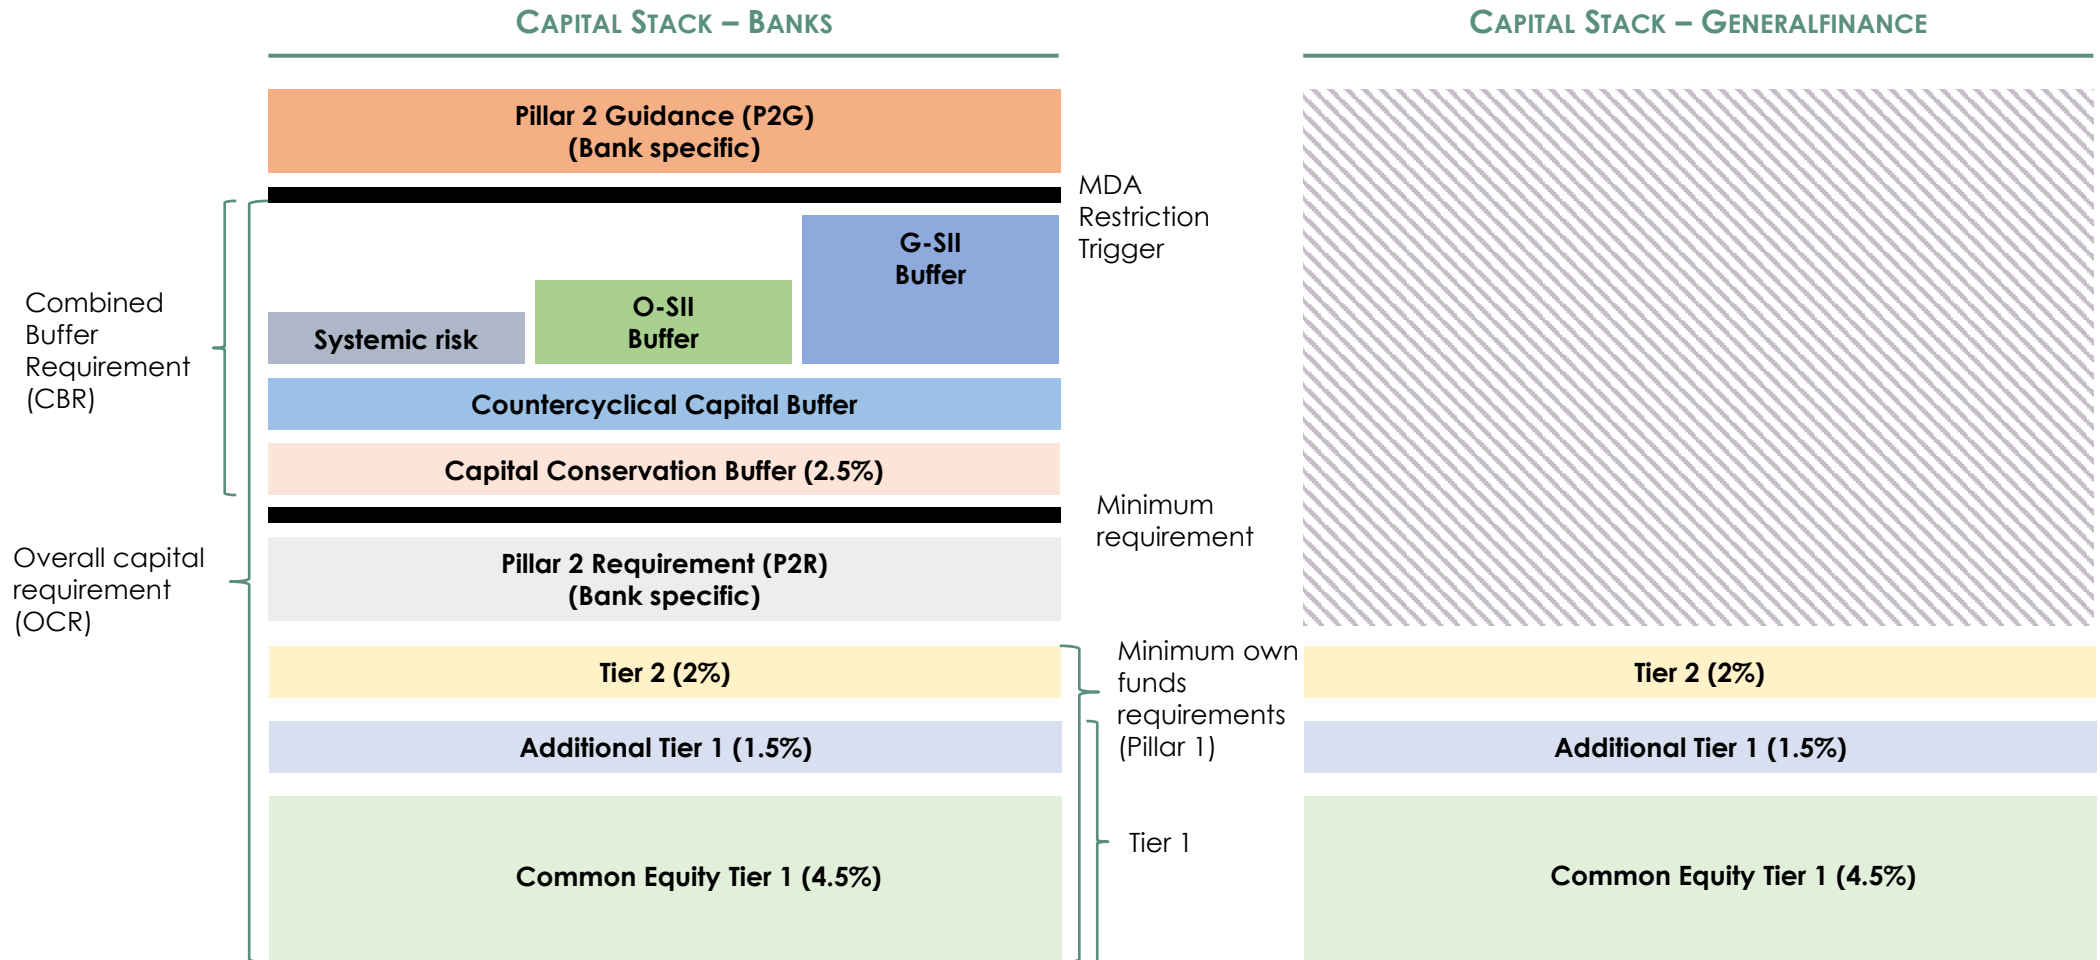 CAPITAL STACK – BANKS
CAPITAL STACK – GENERALFINANCE
Pillar 2 Guidance (P2G)
(Bank specific)
MDA
Restriction
Trigger
G-SII
Buffer
O-SII
Buffer
Systemic risk
Combined
Buffer
Requirement
(CBR)
Countercyclical Capital Buffer
Capital Conservation Buffer (2.5%)
Minimum
requirement
Overall capital
requirement
(OCR)
Pillar 2 Requirement (P2R)
(Bank specific)
Minimum own
funds
requirements
(Pillar 1)
Tier 2 (2%)
Tier 2 (2%)
Additional Tier 1 (1.5%)
Additional Tier 1 (1.5%)
Tier 1
Common Equity Tier 1 (4.5%)
Common Equity Tier 1 (4.5%)